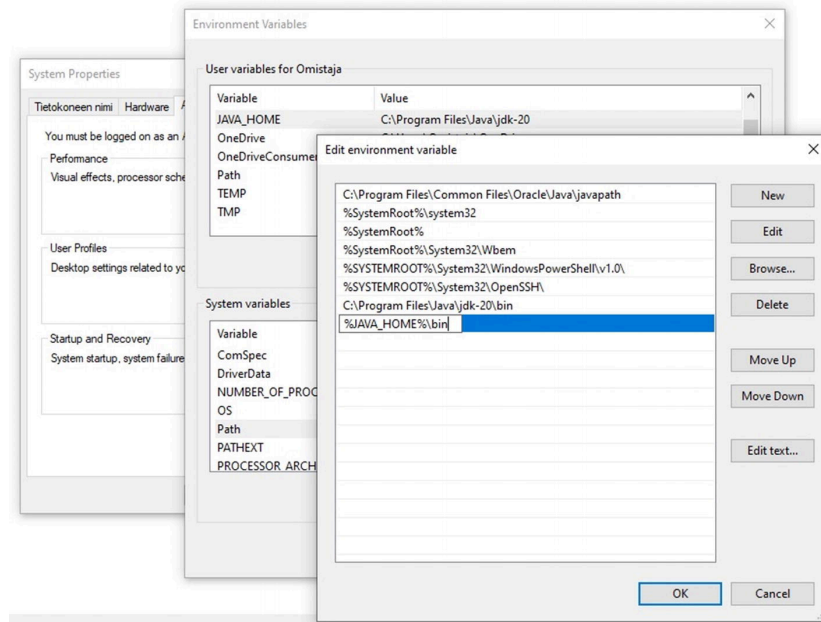 Environment Variables
System Properties
Tietokoneen nimi Hardware
You must be logged on as an
Performance
Visual effects, processor sche
User Profiles
Desktop settings related to yo
Startup and Recovery
System startup, system failure
User variables for Omistaja
Variable Value
JAVA_HOME C:\Program Files\Java\jdk-20
OneDrive
OneDriveConsumer
Path
TEMP
TMP
System variables
Variable
ComSpec
DriverData
NUMBER_OF_PROC
OS
Path
PATHEXT
PROCESSOR ARCH
Edit environment variable
C:\Program Files\Common Files\Oracle\Java\javapath
%SystemRoot%\system32
%SystemRoot%
%SystemRoot%\System32\Wbem
%SYSTEMROOT%\System32\WindowsPowerShell\v1.0\
%SYSTEMROOT%\System32\OpenSSH\
C:\Program Files\Java\jdk-20\bin
%JAVA_HOME%\bin
New
Edit
Browse...
Delete
Move Up
Move Down
Edit text...
OK Cancel